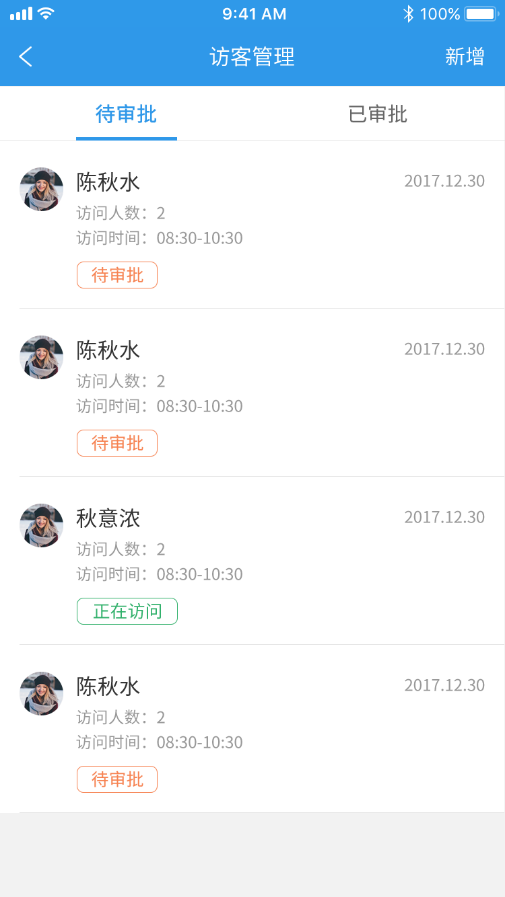 9:41 AM 100%
访客管理 新增
待审批 已审批
陈秋水 2017.12.30
访问人数：2
访问时间：08:30-10:30
待审批
陈秋水 2017.12.30
访问人数：2
访问时间：08:30-10:30
待审批
秋意浓 2017.12.30
访问人数：2
访问时间：08:30-10:30
正在访问
陈秋水 2017.12.30
访问人数：2
访问时间：08:30-10:30
待审批